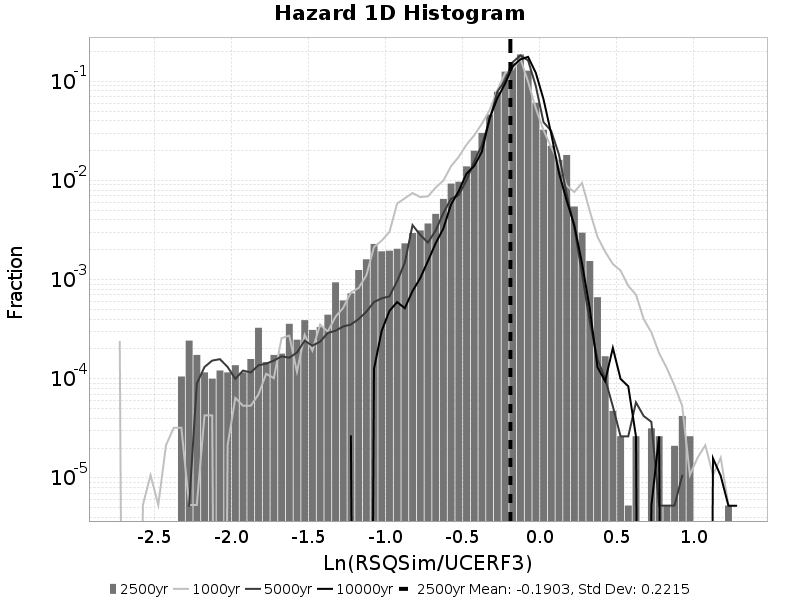 Hazard 1D Histogram
Fraction
10-1
10-2
10-3
10-4
10-5
-2.5 -2.0 -1.5 -1.0 -0.5 0.0 0.5 1.0
Ln(RSQSim/UCERF3)
2500yr 1000yr 5000yr 10000yr 2500yr Mean: -0.1903, Std Dev: 0.2215